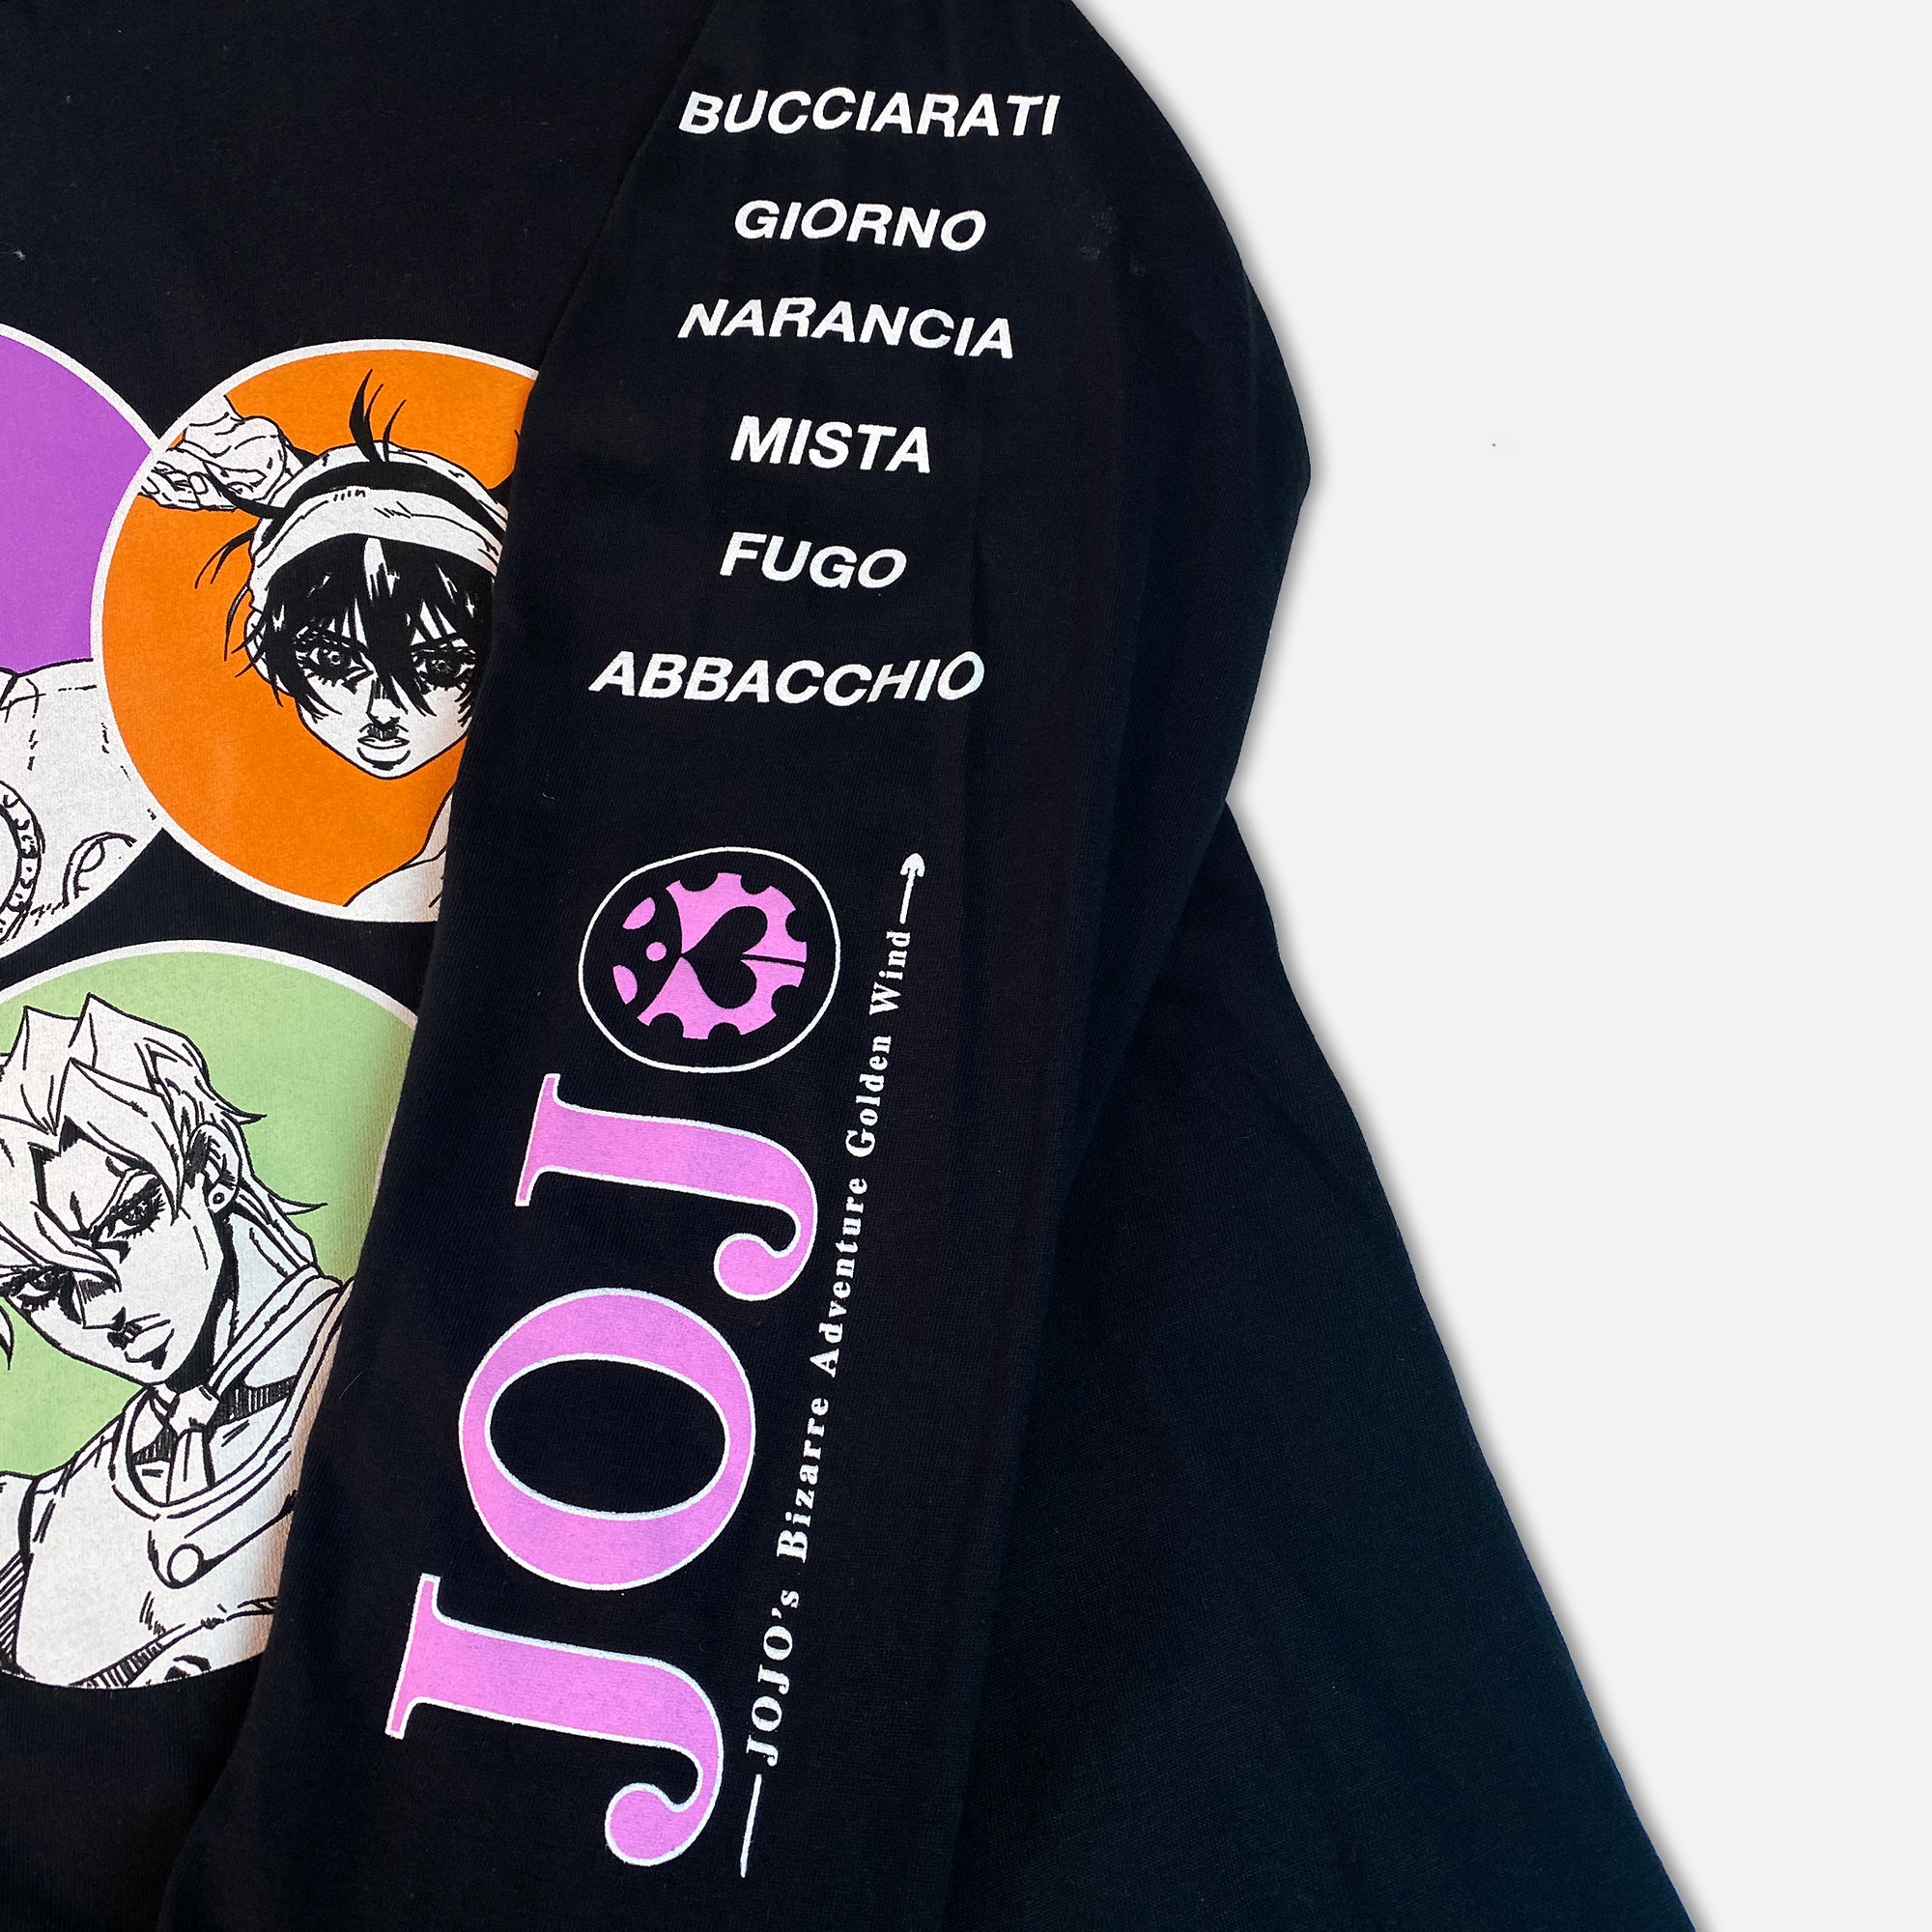 BUCCIARATI
GIORNO
NARANCIA
MISTA
FUGO
ABBACCHIO
JOJO
JOJO's Bizarre Adventure Golden Wind